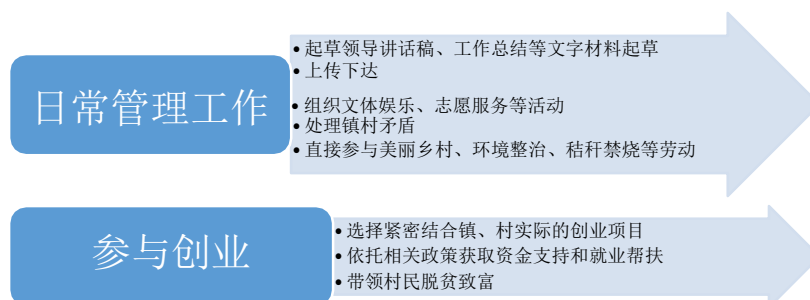 日常管理工作
•起草领导讲话稿、工作总结等文字材料起草
•上传下达
•组织文体娱乐、志愿服务等活动
•处理镇村矛盾
•直接参与美丽乡村、环境整治、秸秆禁烧等劳动
参与创业
•选择紧密结合镇、村实际的创业项目
•依托相关政策获取资金支持和就业帮扶
•带领村民脱贫致富